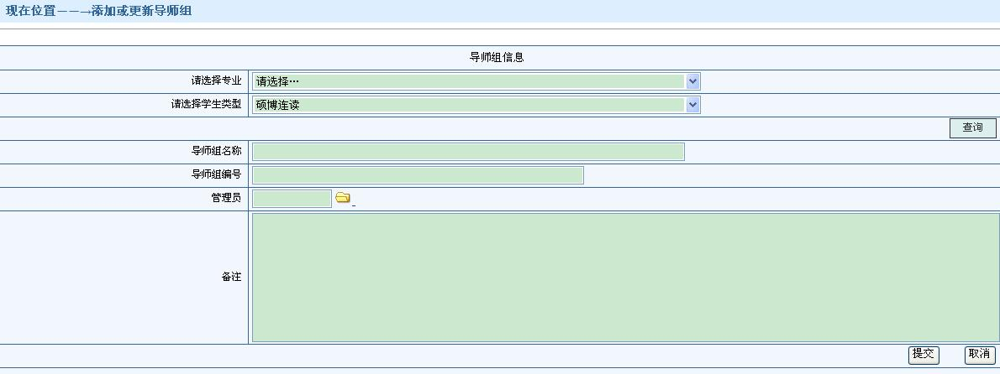 现在位置——→添加或更新导师组
导师组信息
请选择专业 请选择…
请选择学生类型 硕博连读
查询
导师组名称
导师组编号
管理员
备注
提交 取消